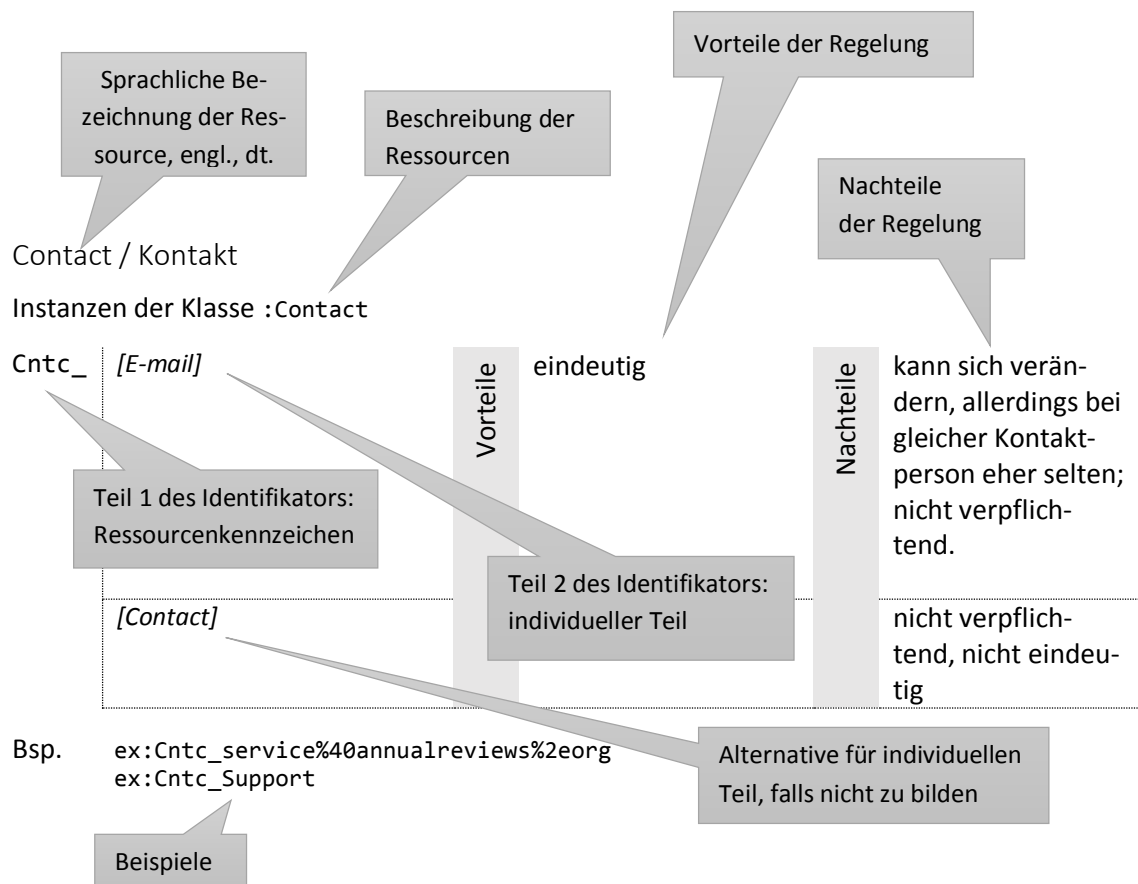 Vorteile der Regelung
Sprachliche Be-
zeichnung der Res-
source, engl., dt.
Beschreibung der
Ressourcen
Nachteile
der Regelung
Contact / Kontakt
Instanzen der Klasse :Contact
Cntc_
[E-mail]
Vorteile
eindeutig
Nachteile
kann sich verän-
dern, allerdings bei
gleicher Kontakt-
person eher selten;
nicht verpflich-
tend.
Teil 1 des Identifikators:
Ressourcenkennzeichen
Teil 2 des Identifikators:
individueller Teil
[Contact]
nicht verpflich-
tend, nicht eindeu-
tig
Bsp.
ex:Cntc_service%40annualreviews%2eorg
ex:Cntc_Support
Alternative für individuellen
Teil, falls nicht zu bilden
Beispiele